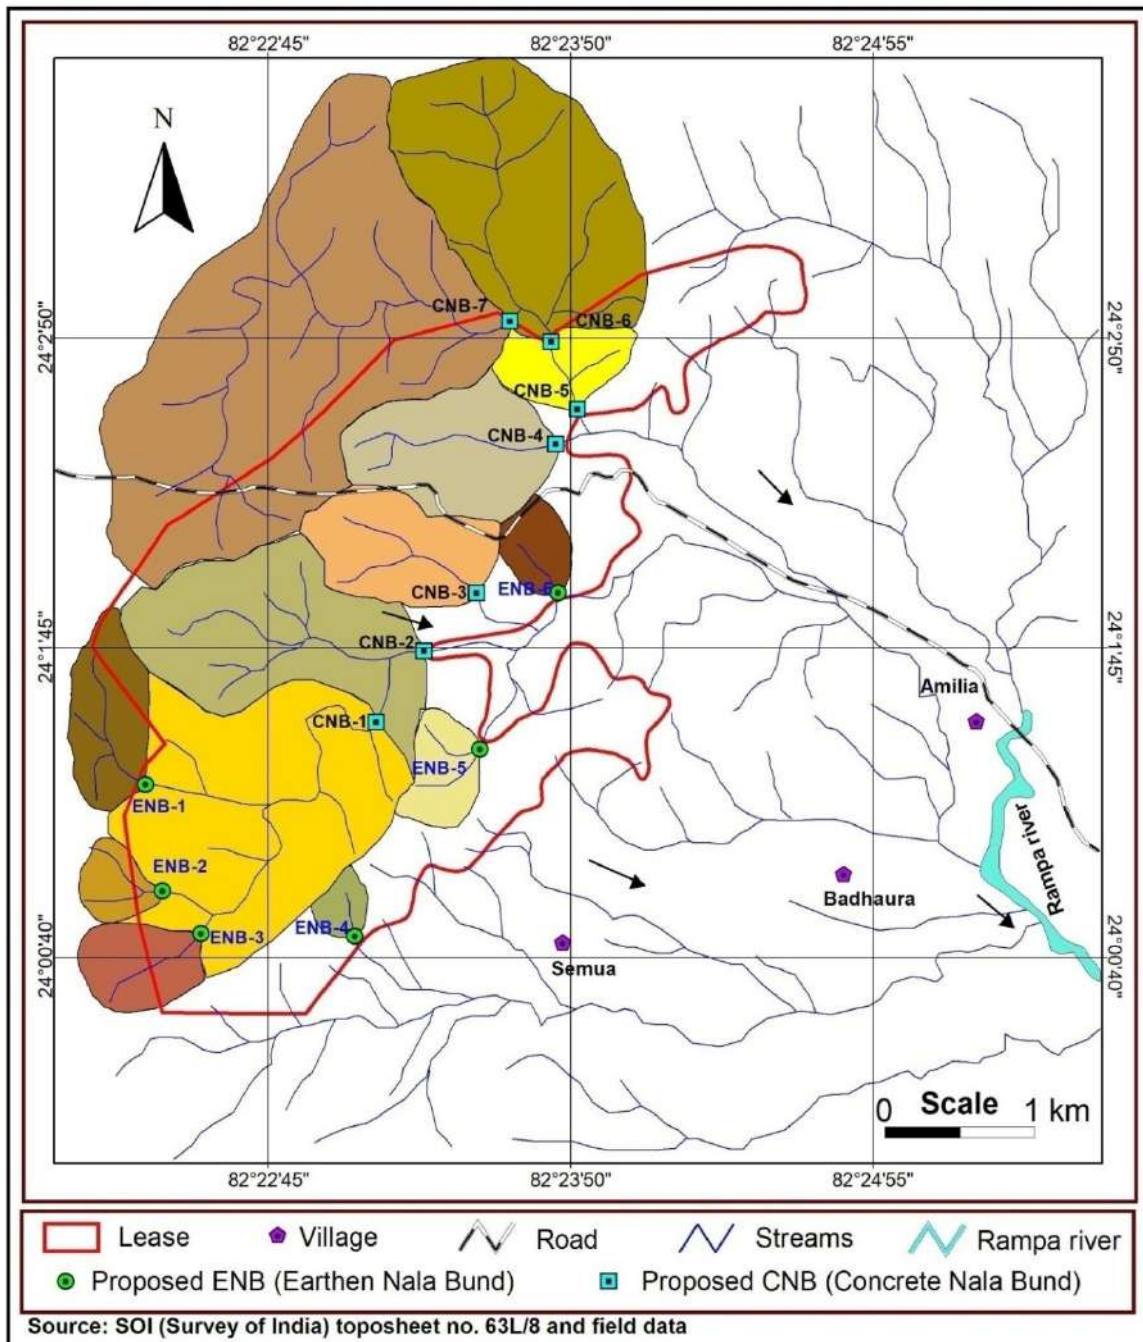 82°22'45" 82°23'50" 82°24'55"
N
CNB-7
CNB-6
24°2'50" 24°2'50"
CNB-5
CNB-4
ENB-6
CNB-3
CNB-2
24°1'45" 24°1'45"
Amilia
CNB-1
ENB-5
ENB-1
Rampa river
ENB-2
Badhaura
ENB-3
ENB-4
Semua
24°00'40" 24°00'40"
0 Scale 1 km
82°22'45" 82°23'50" 82°24'55"
Lease Village Road Streams Rampa river
Proposed ENB (Earthen Nala Bund) Proposed CNB (Concrete Nala Bund)
Source: SOI (Survey of India) toposheet no. 63L/8 and field data